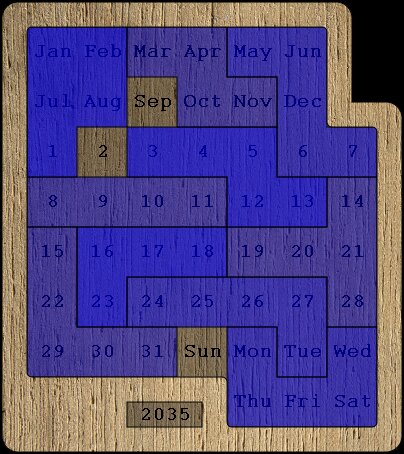 Jan Feb Mar Apr May Jun
Jul Aug Sep Oct Nov Dec
1 2 3 4 5 6 7
8 9 10 11 12 13 14
15 16 17 18 19 20 21
22 23 24 25 26 27 28
29 30 31 Sun Mon Tue Wed
Thu Fri Sat
2035